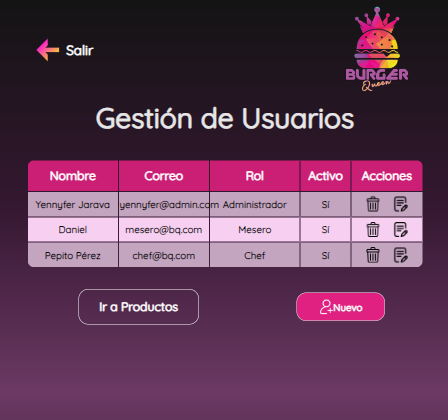 Salir
BURGER
Queen
Gestión de Usuarios
Nombre Correo Rol Activo Acciones
Yennyfer Jarava yennyfer@admin.com Administrador Sí
Daniel mesero@bq.com Mesero Sí
Pepito Pérez chef@bq.com Chef Sí
Ir a Productos
Nuevo